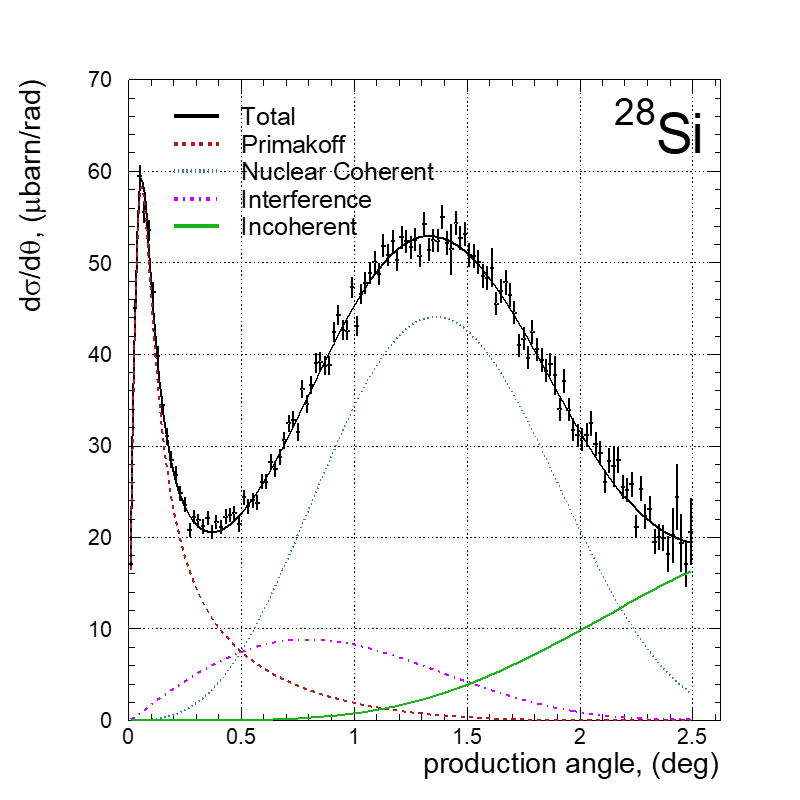 dσ/dθ, (μbarn/rad)
70
60
50
40
30
20
10
0
Total
Primakoff
Nuclear Coherent
Interference
Incoherent
²⁸Si
0 0.5 1 1.5 2 2.5
production angle, (deg)